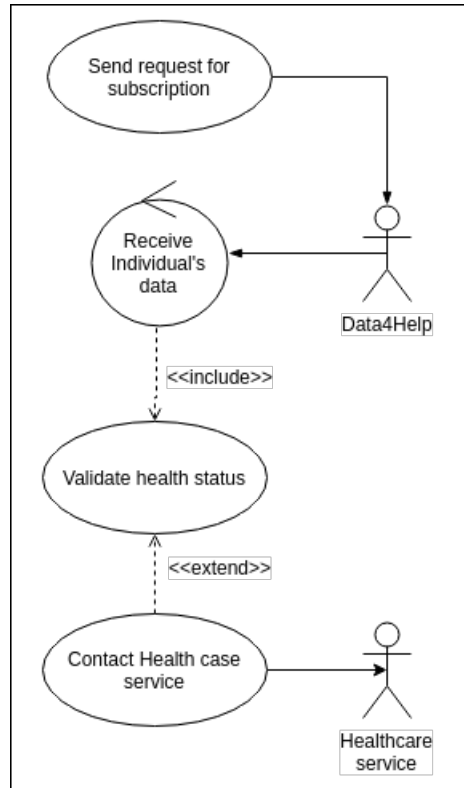 Send request for
subscription
Receive
Individual's
data
Data4Help
<<include>>
Validate health status
<<extend>>
Contact Health case
service
Healthcare
service